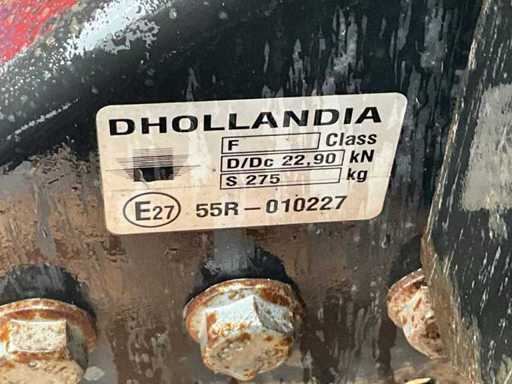 DHOLLANDIA
F Class
D/Dc 22,90 kN
S 275 kg
E27 55R-010227